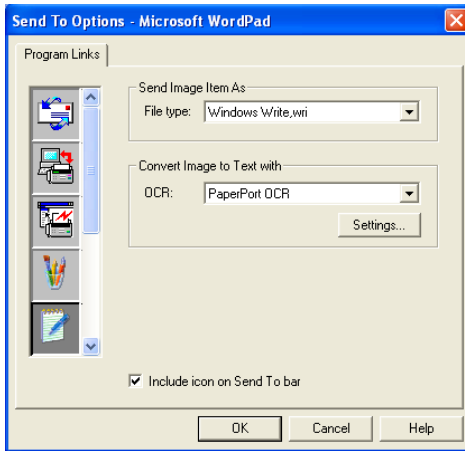 Send To Options - Microsoft WordPad
Program Links
Send Image Item As
File type: Windows Write,wri
Convert Image to Text with
OCR: PaperPort OCR
Settings...
Include icon on Send To bar
OK Cancel Help